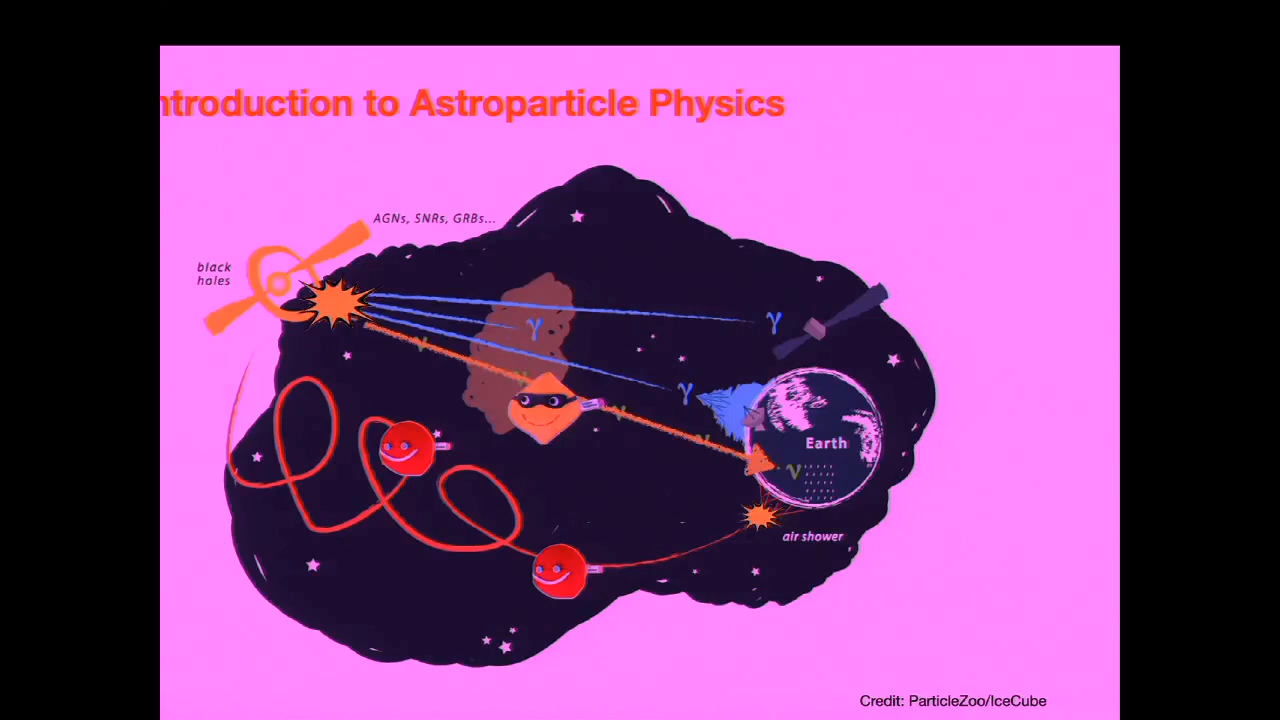 ntroduction to Astroparticle Physics
AGNs, SNRs, GRBs...
black
holes
γ
γ
γ
ν
ν
ν
ν
ν
Earth
air shower
Credit: ParticleZoo/IceCube